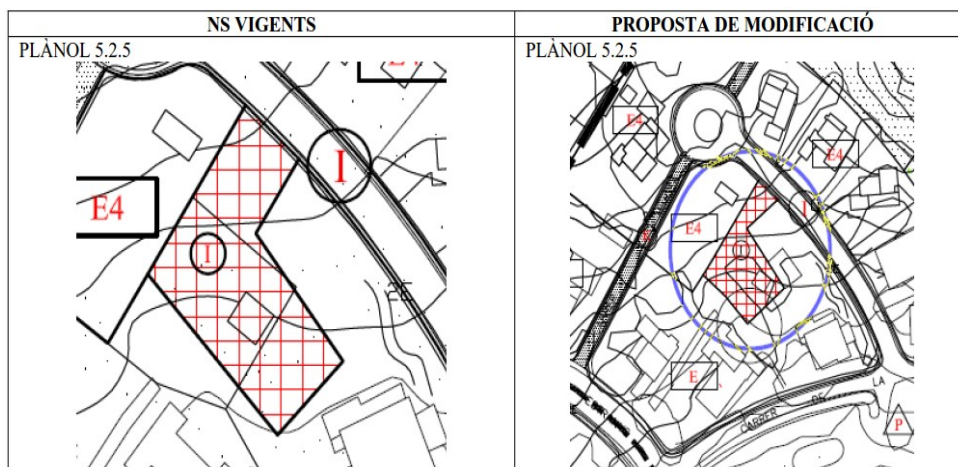 NS VIGENTS
PROPOSTA DE MODIFICACIÓ
PLÀNOL 5.2.5
PLÀNOL 5.2.5
I
E4
I
E4
E4
E4
I
I
E
CARRER DE LA
P